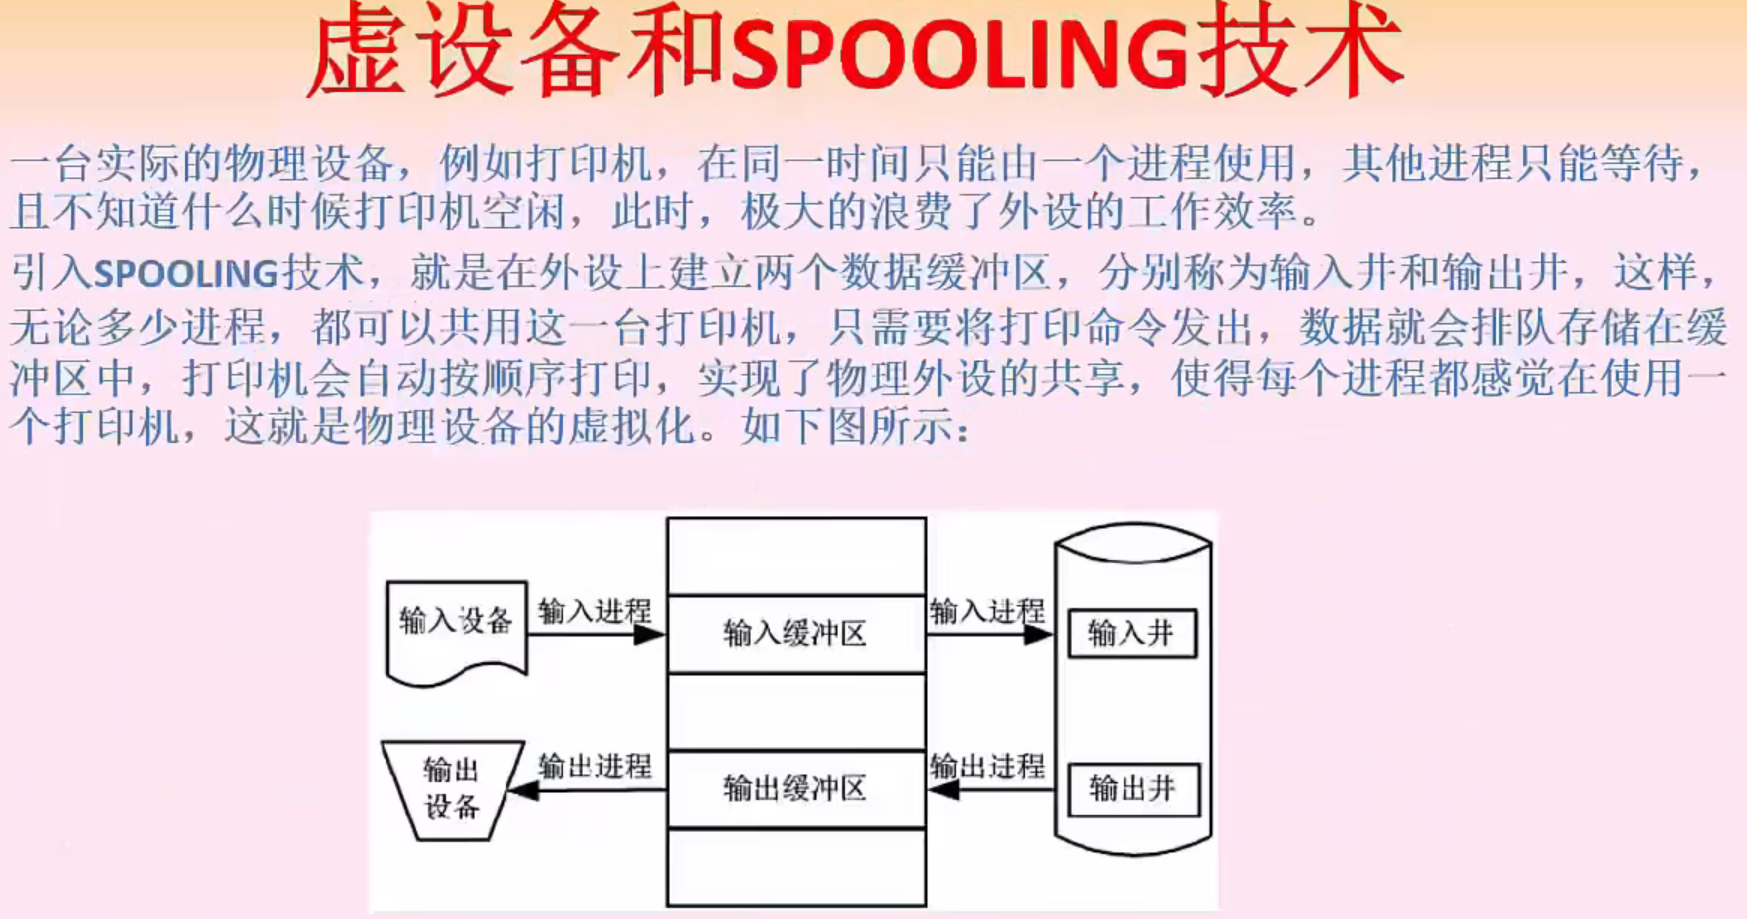 虚设备和SPOOLING技术
一台实际的物理设备，例如打印机，在同一时间只能由一个进程使用，其他进程只能等待，
且不知道什么时候打印机空闲，此时，极大的浪费了外设的工作效率。
引入SPOOLING技术，就是在外设上建立两个数据缓冲区，分别称为输入井和输出井，这样，
无论多少进程，都可以共用这一台打印机，只需要将打印命令发出，数据就会排队存储在缓
冲区中，打印机会自动按顺序打印，实现了物理外设的共享，使得每个进程都感觉在使用一
个打印机，这就是物理设备的虚拟化。如下图所示：
输入设备
输入进程
输入缓冲区
输入进程
输入井
输出
设备
输出进程
输出缓冲区
输出进程
输出井